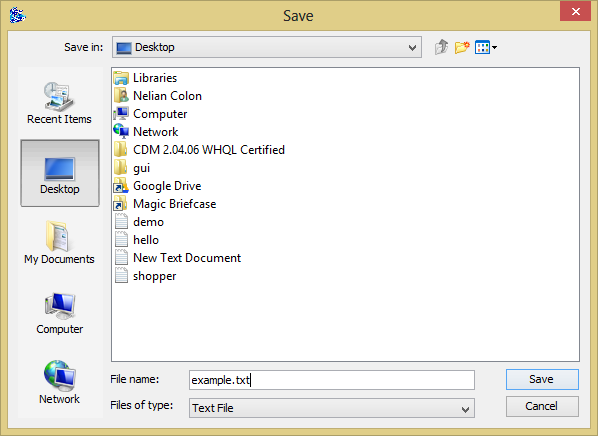 Save
Save in: Desktop
Recent Items
Desktop
My Documents
Computer
Network
Libraries
Nelian Colon
Computer
Network
CDM 2.04.06 WHQL Certified
gui
Google Drive
Magic Briefcase
demo
hello
New Text Document
shopper
File name: example.txt Save
Files of type: Text File Cancel